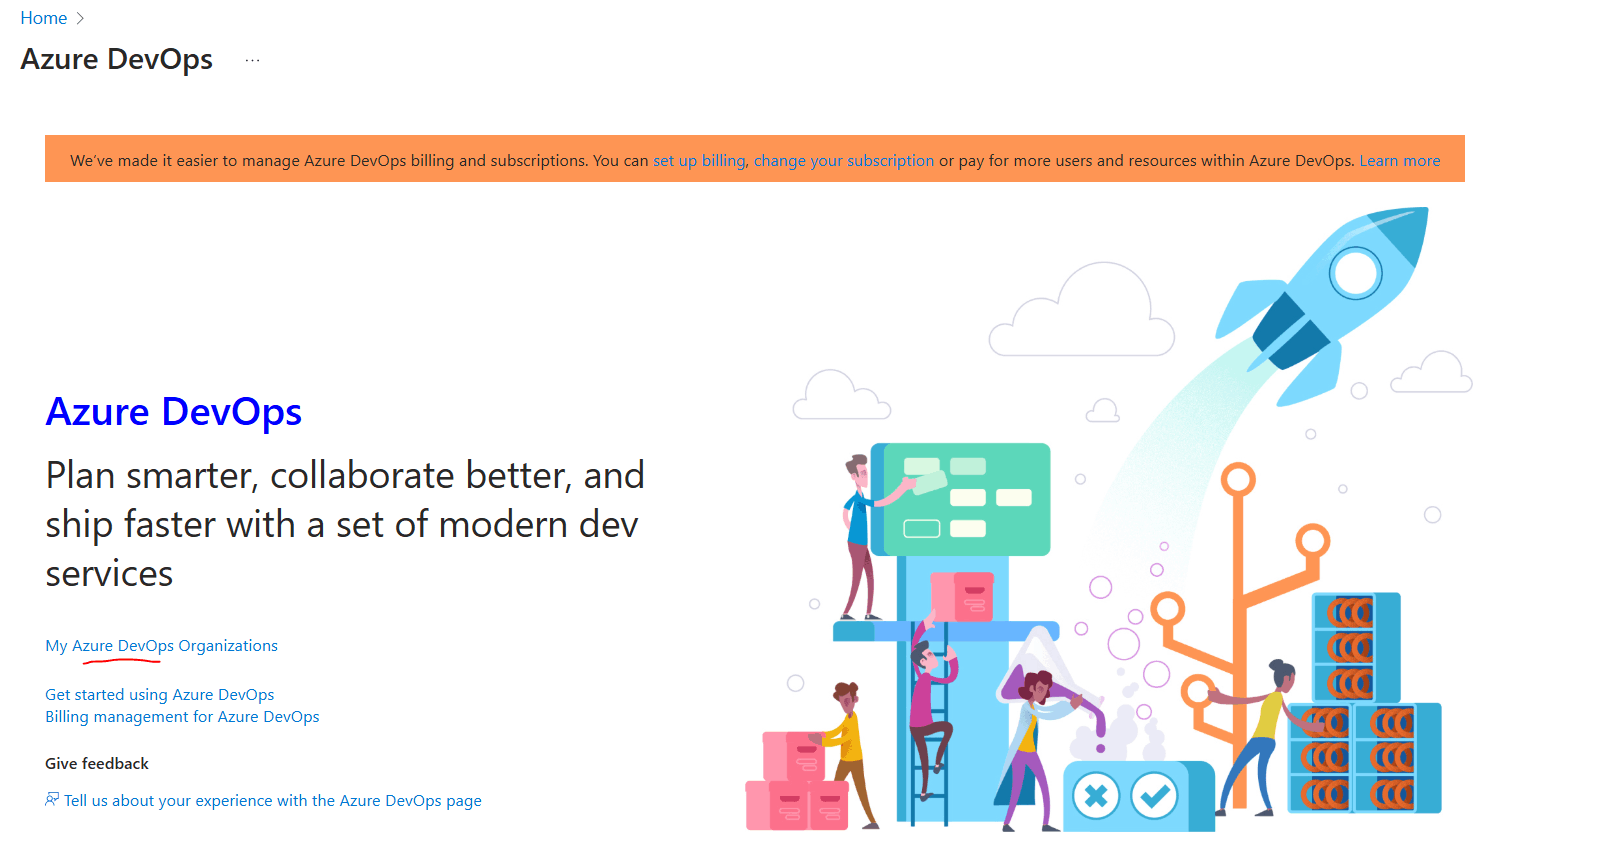 Home
Azure DevOps ...
We've made it easier to manage Azure DevOps billing and subscriptions. You can set up billing, change your subscription or pay for more users and resources within Azure DevOps. Learn more
Azure DevOps
Plan smarter, collaborate better, and
ship faster with a set of modern dev
services
My Azure DevOps Organizations
Get started using Azure DevOps
Billing management for Azure DevOps
Give feedback
Tell us about your experience with the Azure DevOps page